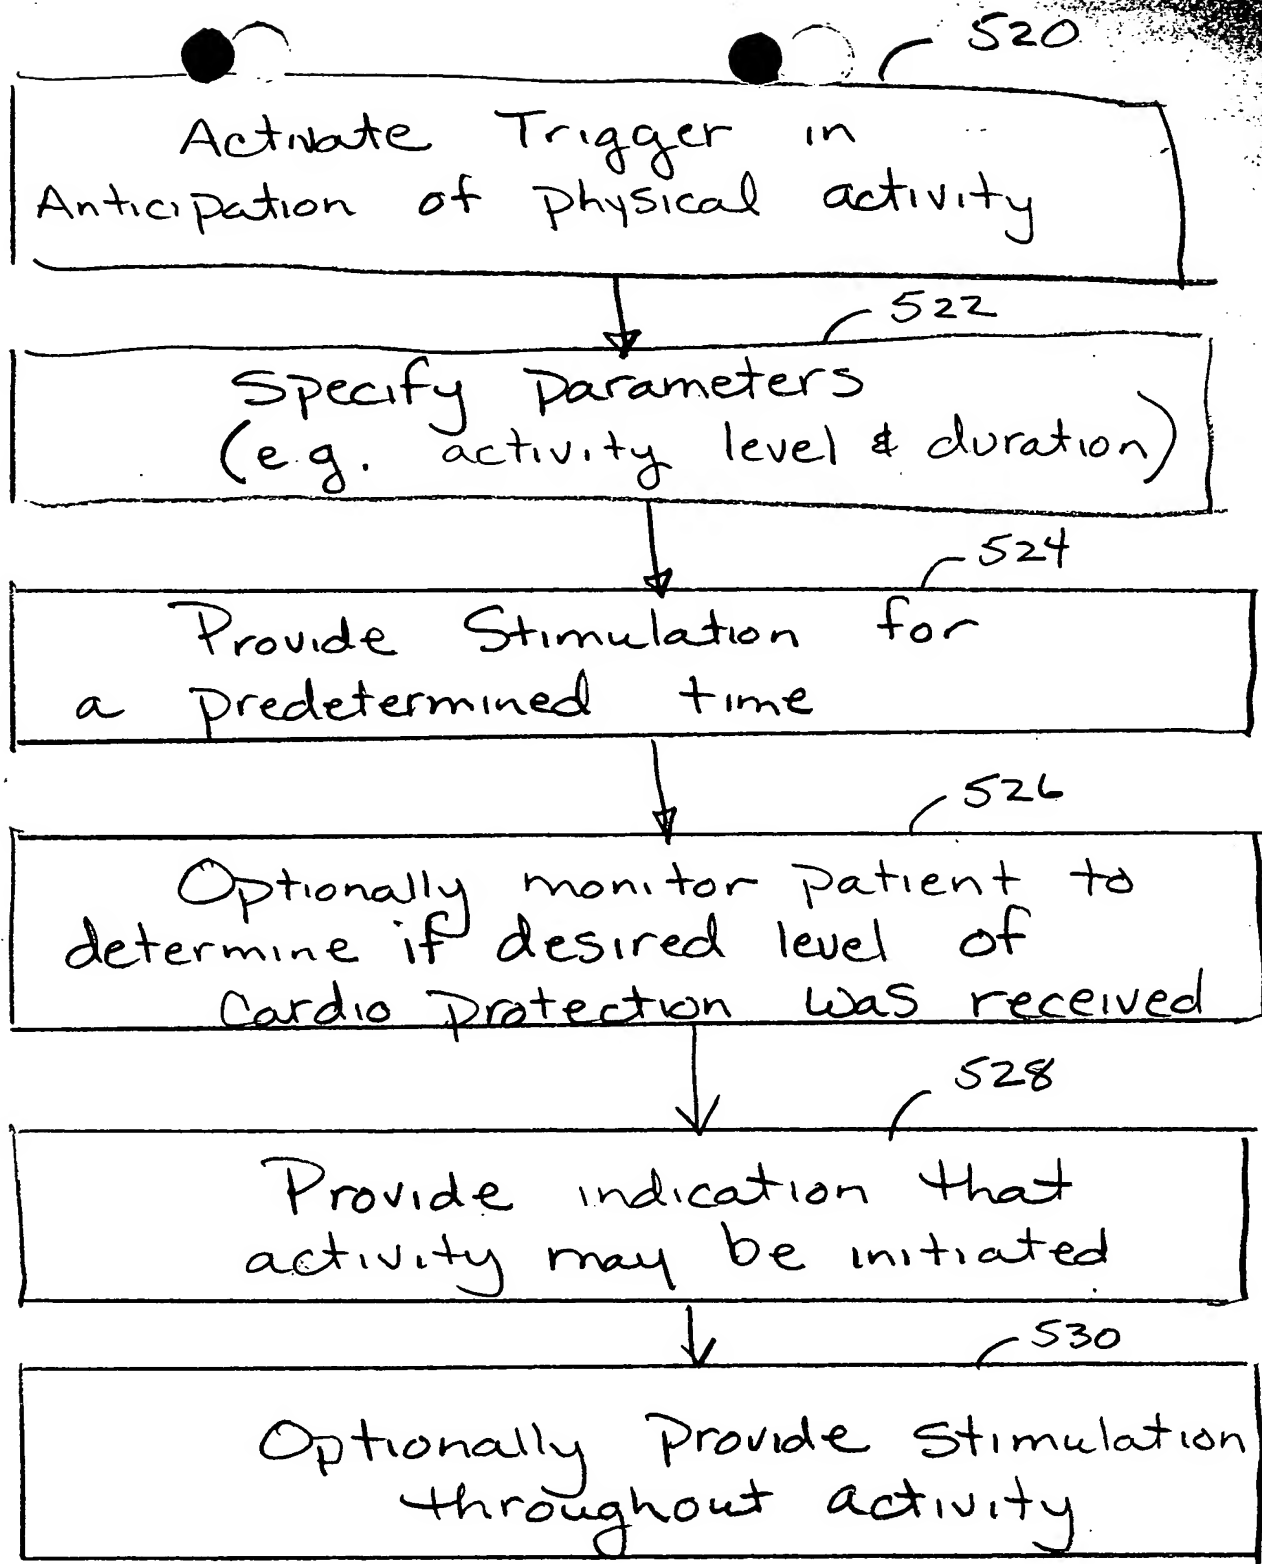 520
Activate Trigger in
Anticipation of physical activity
522
Specify parameters
(e.g. activity level & duration)
524
Provide Stimulation for
a predetermined time
526
Optionally monitor patient to
determine if desired level of
Cardio protection was received
528
Provide indication that
activity may be initiated
530
Optionally provide stimulation
throughout activity